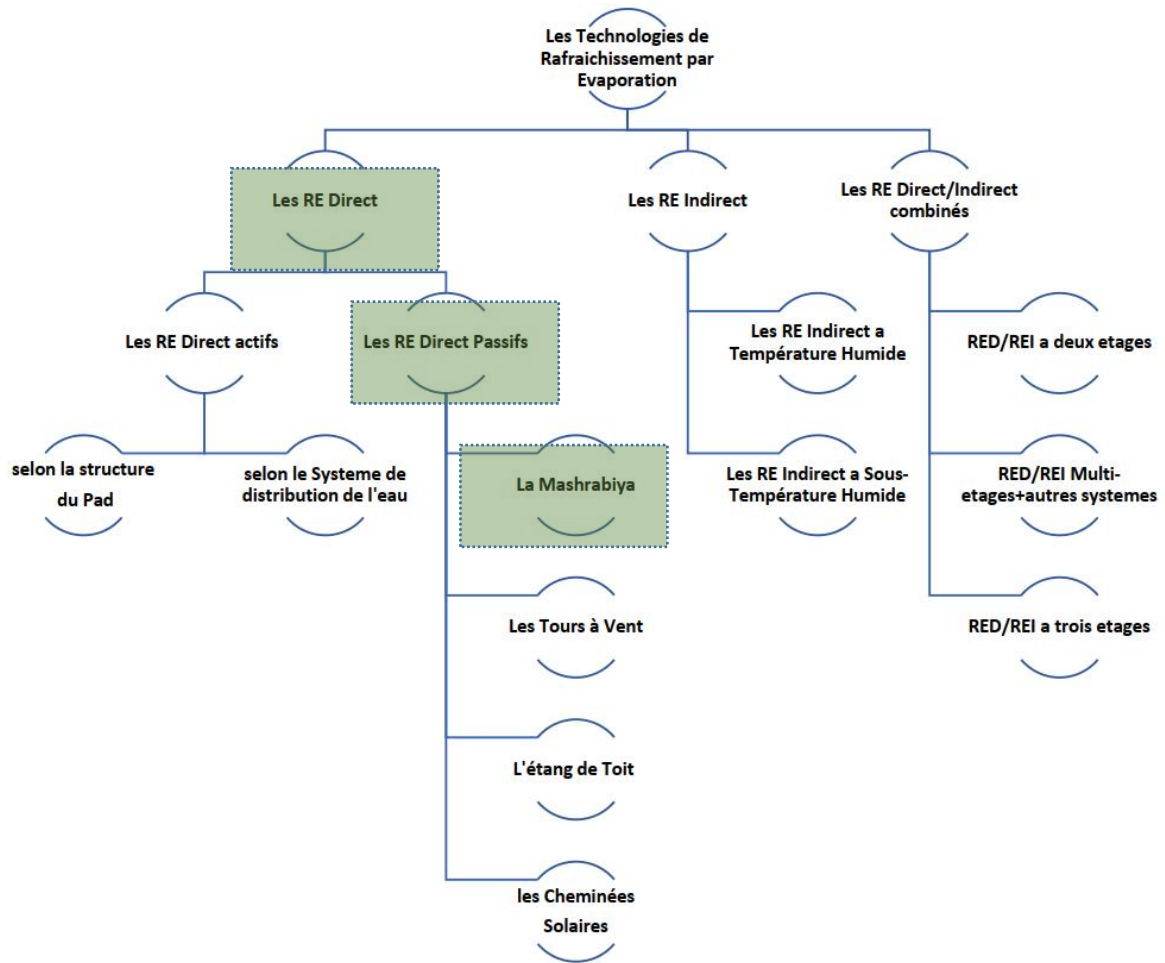 Les Technologies de
Rafraichissement par
Evaporation
Les RE Direct
Les RE Indirect
Les RE Direct/Indirect
combinés
Les RE Direct actifs
Les RE Direct Passifs
Les RE Indirect a
Température Humide
RED/REI a deux etages
selon la structure
du Pad
selon le Systeme de
distribution de l'eau
La Mashrabiya
Les RE Indirect a Sous-
Température Humide
RED/REI Multi-
etages+autres systemes
Les Tours à Vent
RED/REI a trois etages
L'étang de Toit
les Cheminées
Solaires